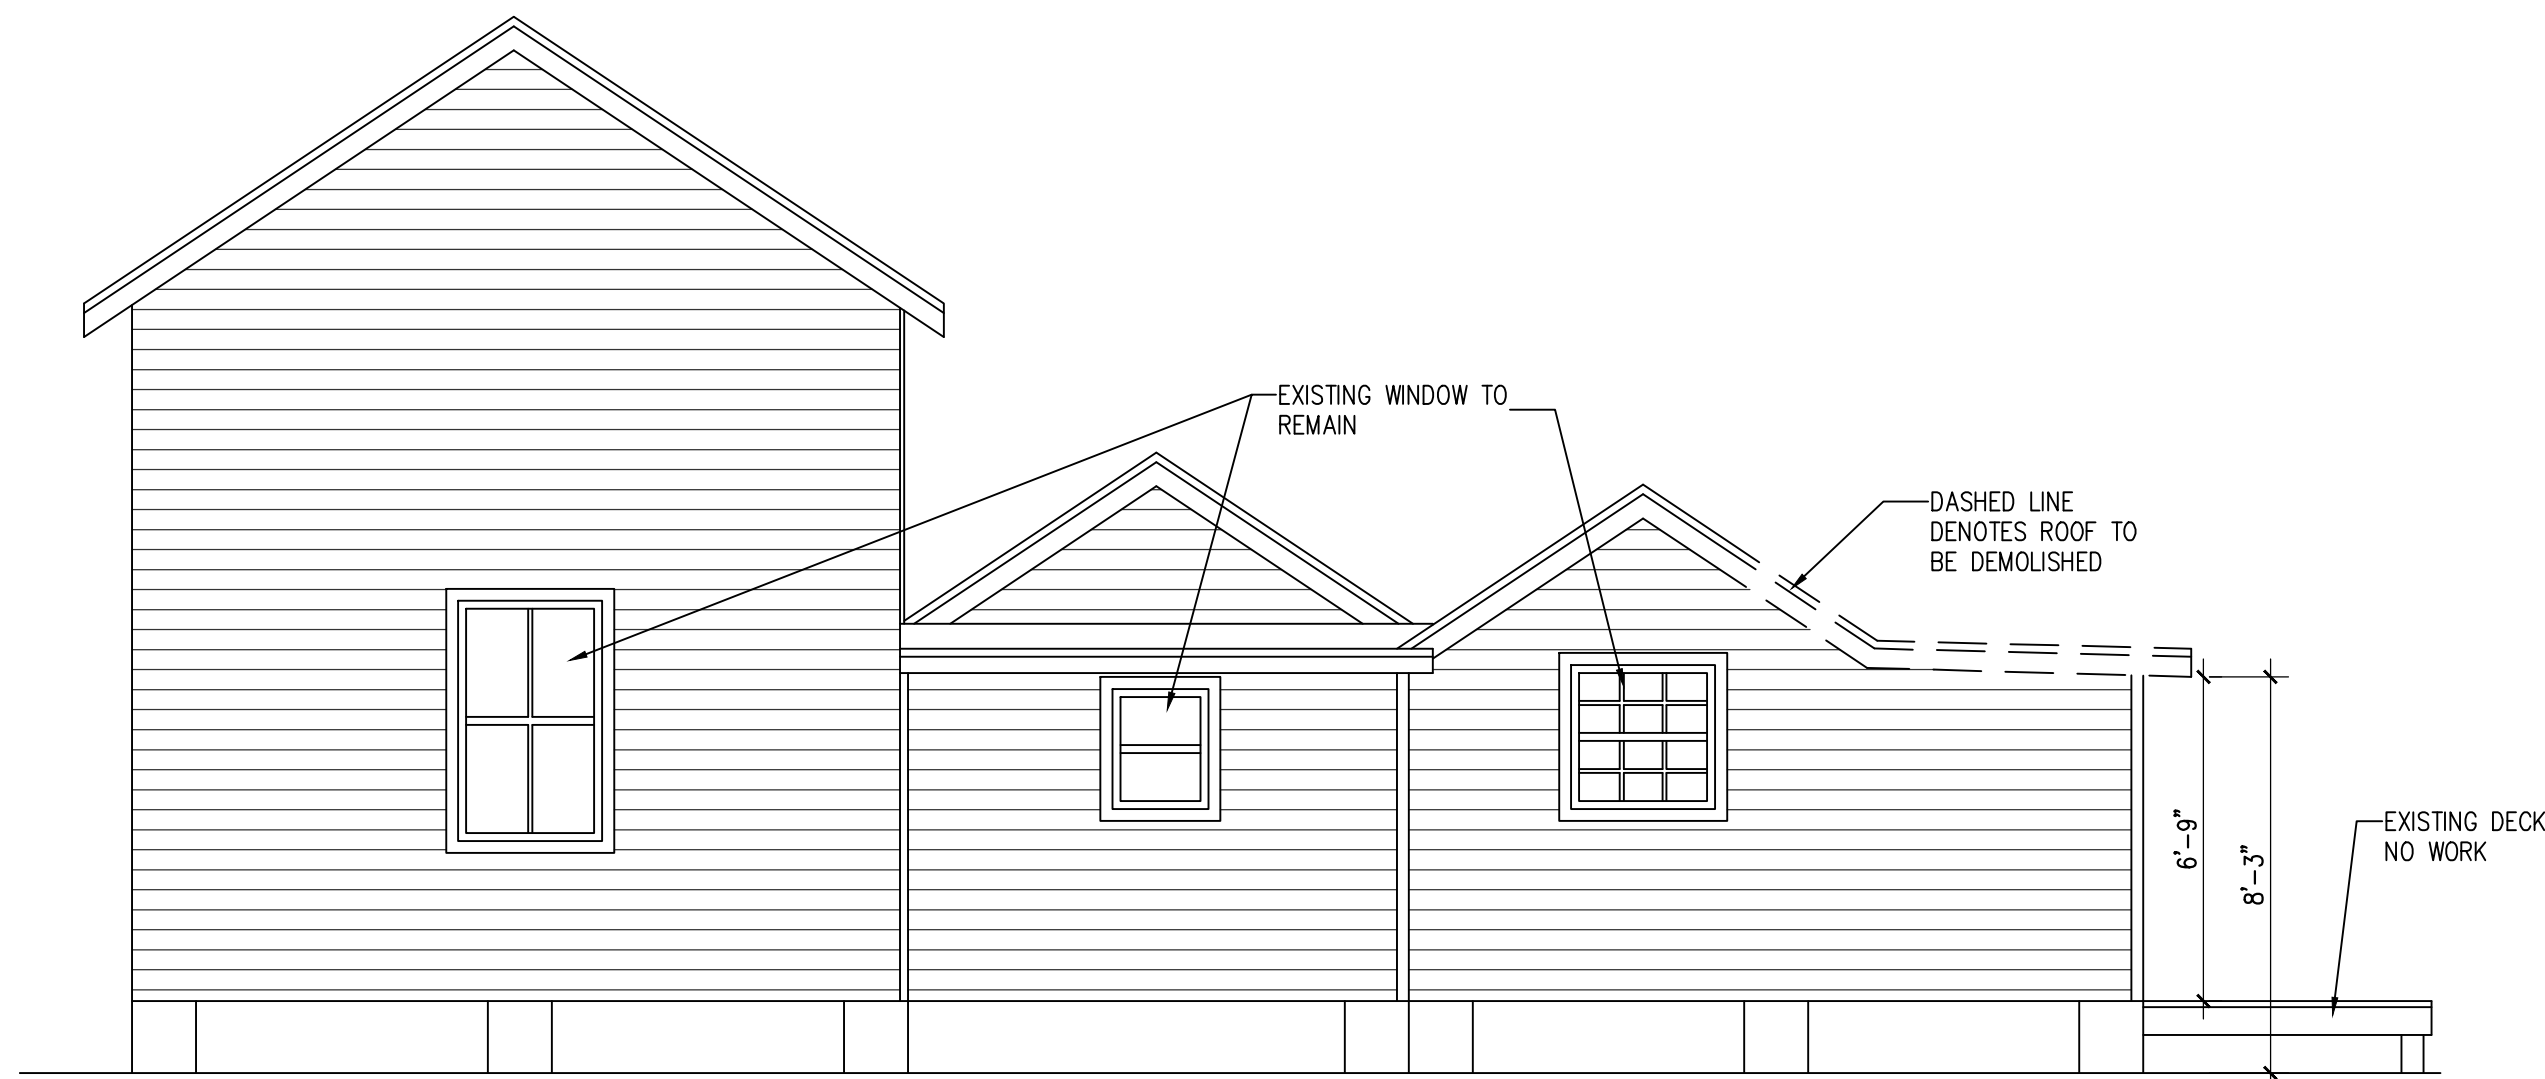 EXISTING WINDOW TO
REMAIN
DASHED LINE
DENOTES ROOF TO
BE DEMOLISHED
6'-9"
8'-3"
EXISTING DECK
NO WORK